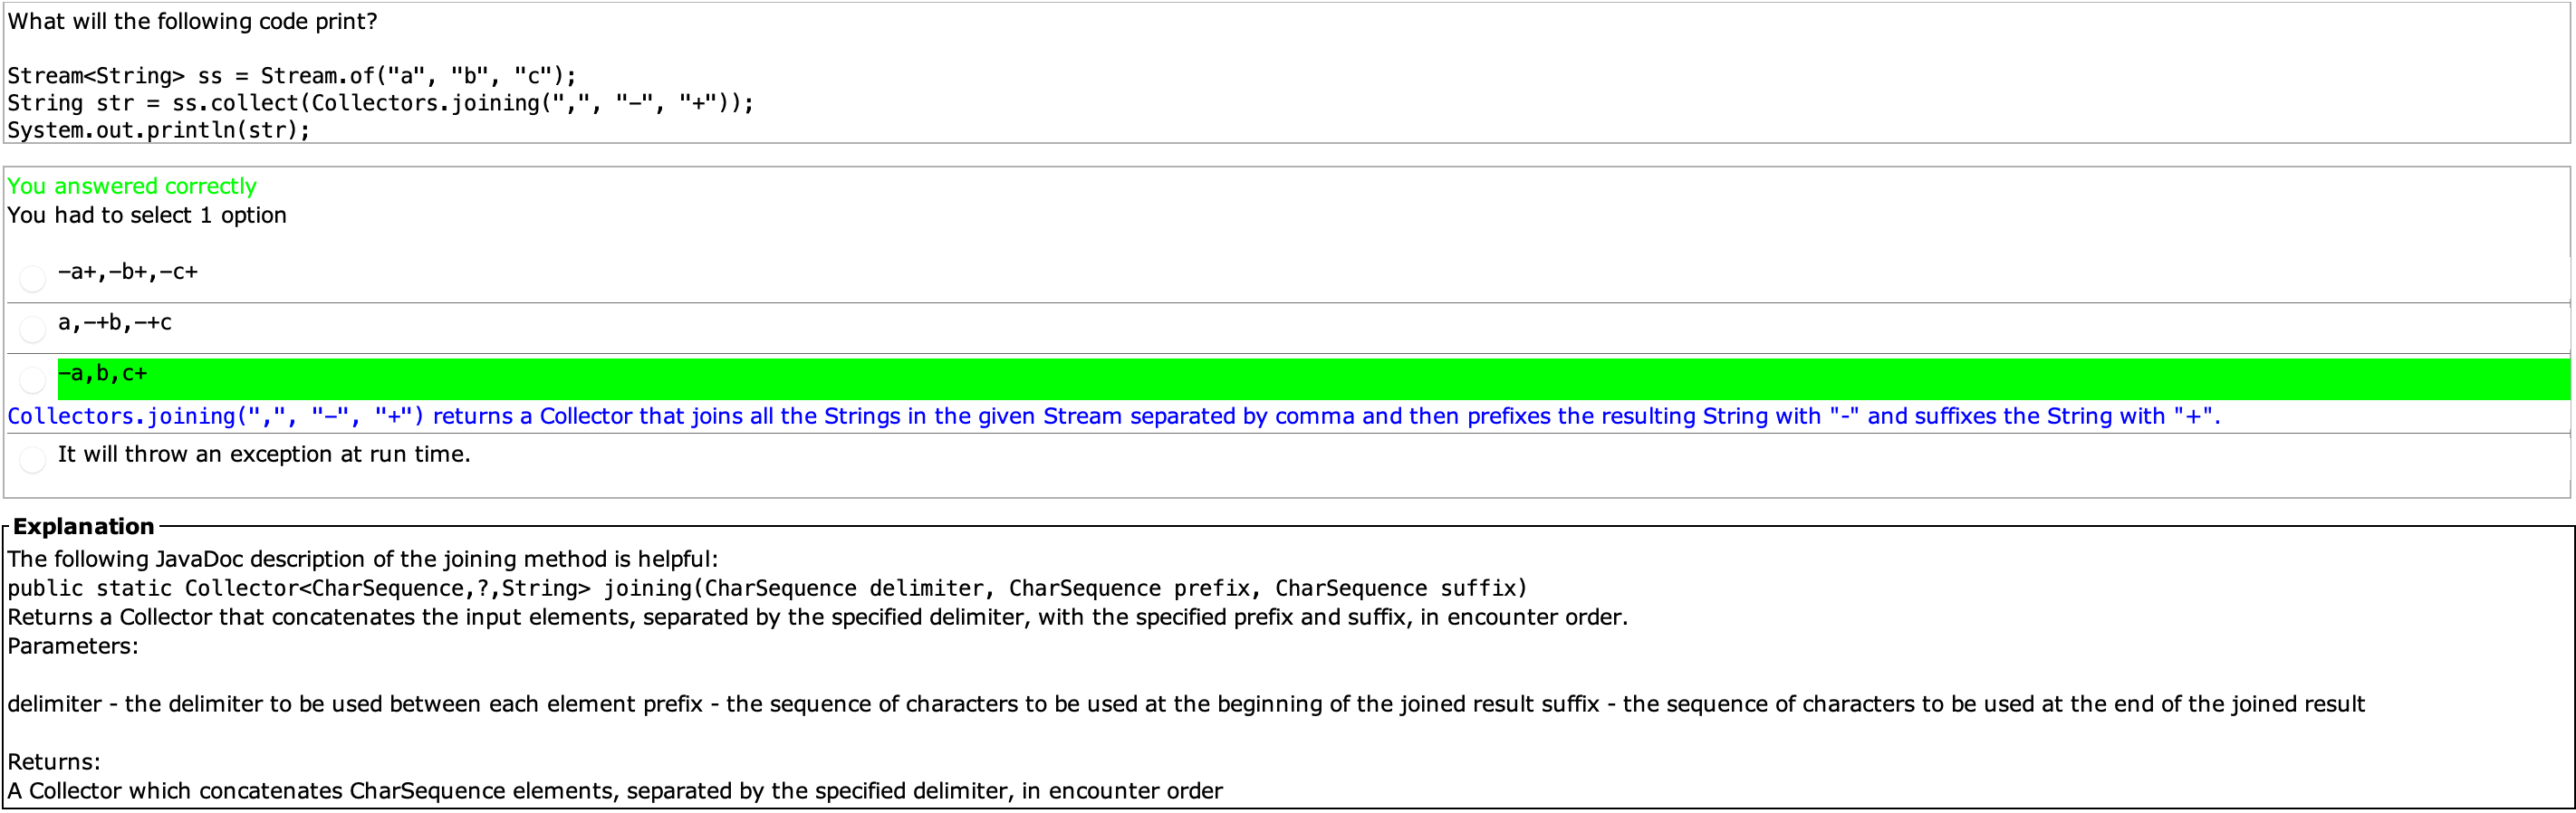 What will the following code print?
Stream<String> ss = Stream.of("a", "b", "c");
String str = ss.collect(Collectors.joining(",", "-", "+"));
System.out.println(str);
You answered correctly
You had to select 1 option
-a+,-b+,-c+
a,-+b,-+c
-a,b,c+
Collectors.joining(",", "-", "+") returns a Collector that joins all the Strings in the given Stream separated by comma and then prefixes the resulting String with "-" and suffixes the String with "+".
It will throw an exception at run time.
Explanation
The following JavaDoc description of the joining method is helpful:
public static Collector<CharSequence,?,String> joining(CharSequence delimiter, CharSequence prefix, CharSequence suffix)
Returns a Collector that concatenates the input elements, separated by the specified delimiter, with the specified prefix and suffix, in encounter order.
Parameters:
delimiter - the delimiter to be used between each element prefix - the sequence of characters to be used at the beginning of the joined result suffix - the sequence of characters to be used at the end of the joined result
Returns:
A Collector which concatenates CharSequence elements, separated by the specified delimiter, in encounter order